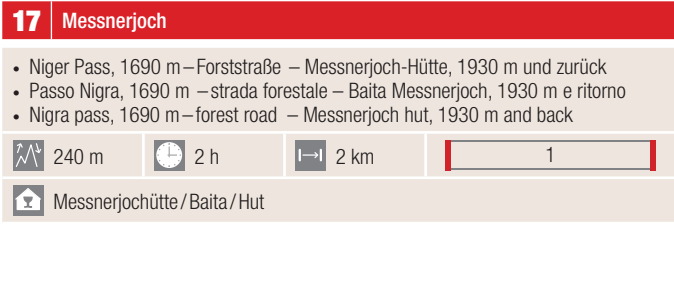 17 Messnerjoch
• Niger Pass, 1690 m – Forststraße – Messnerjoch-Hütte, 1930 m und zurück
• Passo Nigra, 1690 m – strada forestale – Baita Messnerjoch, 1930 m e ritorno
• Nigra pass, 1690 m – forest road – Messnerjoch hut, 1930 m and back
240 m 2 h 2 km 1
Messnerjochütte / Baita / Hut